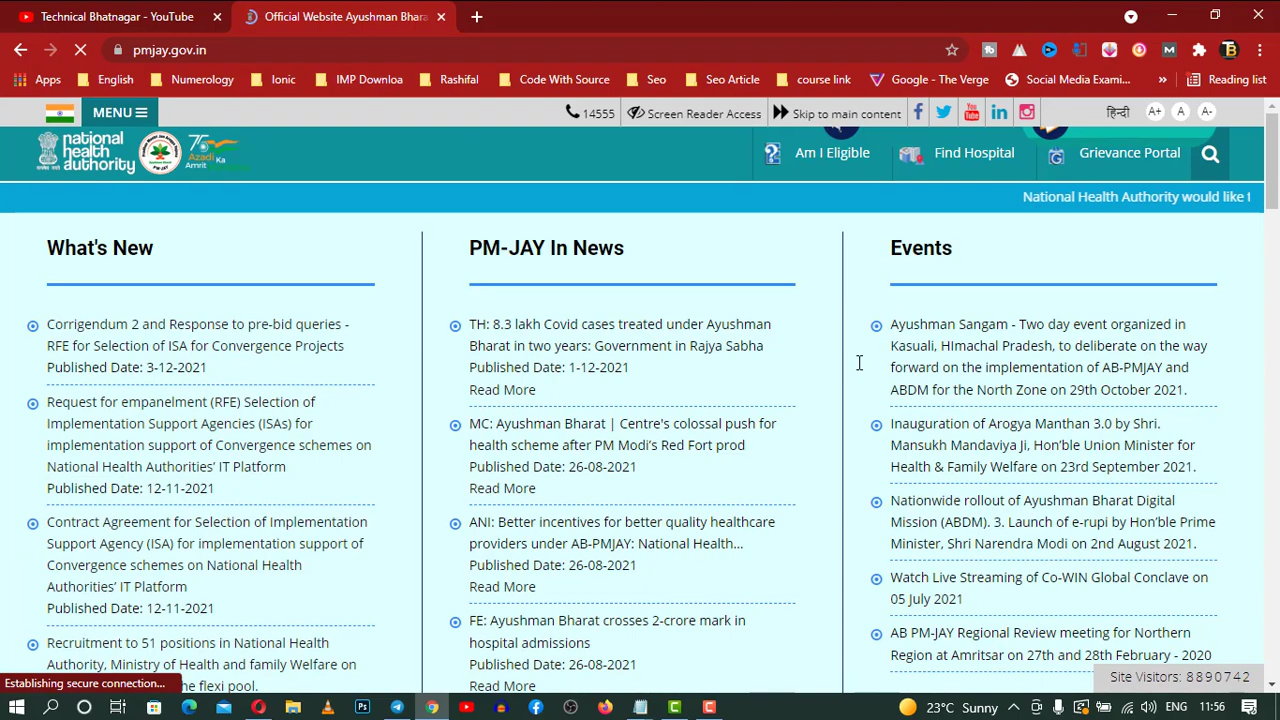 Technical Bhatnagar - YouTube
Official Website Ayushman Bhara
pmjay.gov.in
Apps English Numerology Ionic IMP Downloa Rashifal Code With Source Seo Seo Article course link Google - The Verge Social Media Exami... » Reading list
MENU 14555 Screen Reader Access Skip to main content हिन्दी A+ A A-
national health authority
75 Azadi Ka Amrit
Am I Eligible Find Hospital Grievance Portal
National Health Authority would like t
What's New
Corrigendum 2 and Response to pre-bid queries -
RFE for Selection of ISA for Convergence Projects
Published Date: 3-12-2021
Request for empanelment (RFE) Selection of
Implementation Support Agencies (ISAs) for
implementation support of Convergence schemes on
National Health Authorities’ IT Platform
Published Date: 12-11-2021
Contract Agreement for Selection of Implementation
Support Agency (ISA) for implementation support of
Convergence schemes on National Health
Authorities’ IT Platform
Published Date: 12-11-2021
Recruitment to 51 positions in National Health
Authority, Ministry of Health and family Welfare on
the flexi pool.
PM-JAY In News
TH: 8.3 lakh Covid cases treated under Ayushman
Bharat in two years: Government in Rajya Sabha
Published Date: 1-12-2021
Read More
MC: Ayushman Bharat | Centre's colossal push for
health scheme after PM Modi’s Red Fort prod
Published Date: 26-08-2021
Read More
ANI: Better incentives for better quality healthcare
providers under AB-PMJAY: National Health...
Published Date: 26-08-2021
Read More
FE: Ayushman Bharat crosses 2-crore mark in
hospital admissions
Published Date: 26-08-2021
Read More
Events
Ayushman Sangam - Two day event organized in
Kasuali, HImachal Pradesh, to deliberate on the way
forward on the implementation of AB-PMJAY and
ABDM for the North Zone on 29th October 2021.
Inauguration of Arogya Manthan 3.0 by Shri.
Mansukh Mandaviya Ji, Hon’ble Union Minister for
Health & Family Welfare on 23rd September 2021.
Nationwide rollout of Ayushman Bharat Digital
Mission (ABDM). 3. Launch of e-rupi by Hon’ble Prime
Minister, Shri Narendra Modi on 2nd August 2021.
Watch Live Streaming of Co-WIN Global Conclave on
05 July 2021
AB PM-JAY Regional Review meeting for Northern
Region at Amritsar on 27th and 28th February - 2020
Site Visitors: 8890742
Establishing secure connection...
23°C Sunny ENG 11:56